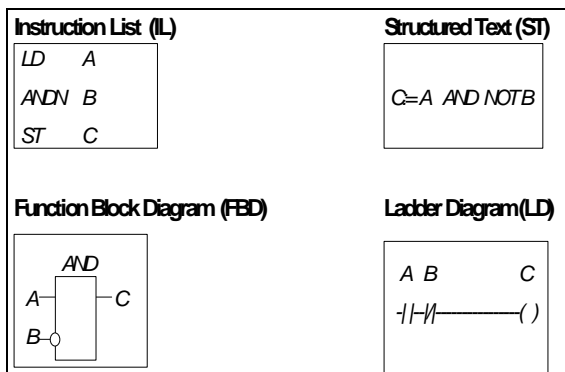 Instruction List (IL)
LD A
ANDN B
ST C
Structured Text (ST)
C:= A AND NOT B
Function Block Diagram (FBD)
AND
A
C
B
Ladder Diagram (LD)
A B C
-| |--|/|----------------( )